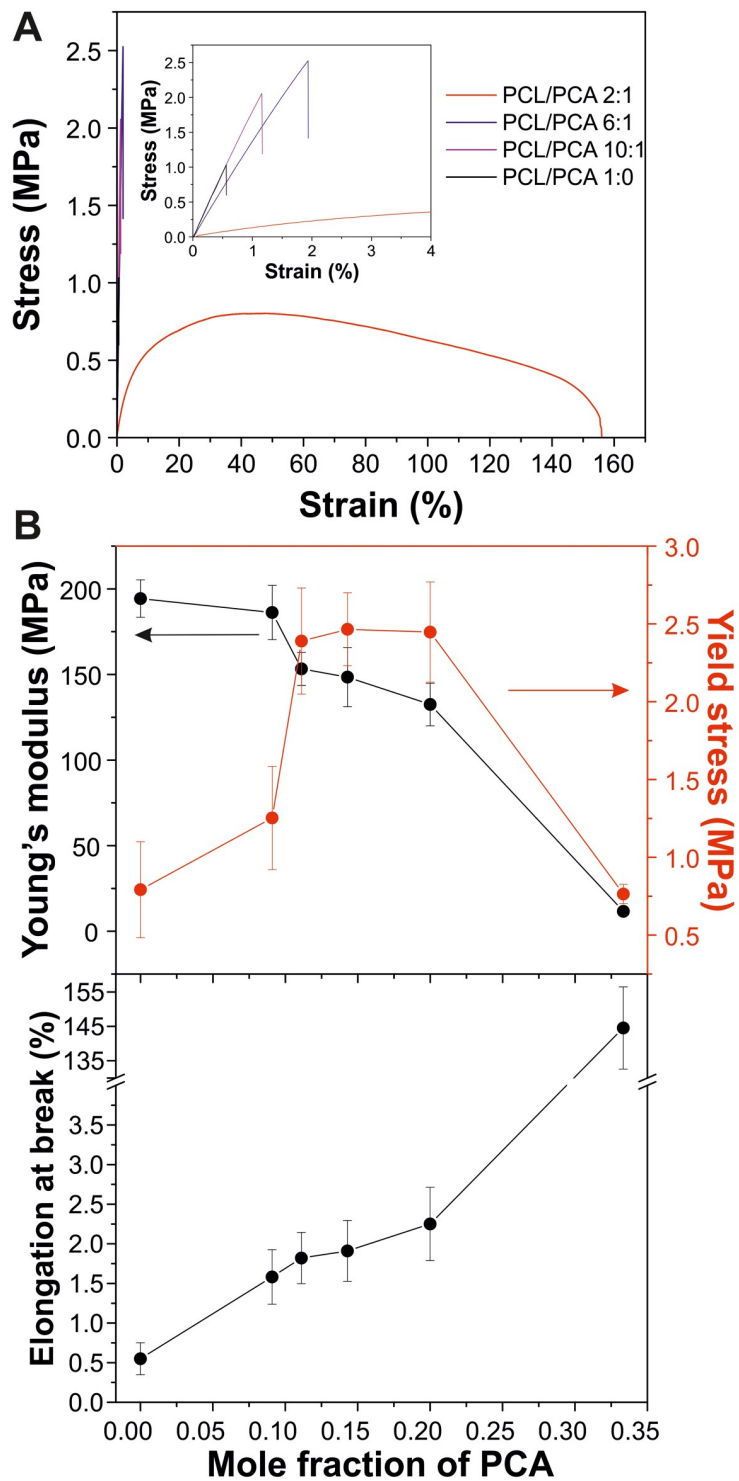 A
Stress (MPa)
2.5
2.0
1.5
1.0
0.5
0.0
0 20 40 60 80 100 120 140 160
Strain (%)
Stress (MPa)
2.5
2.0
1.5
1.0
0.5
0.0
0 1 2 3 4
Strain (%)
PCL/PCA 2:1
PCL/PCA 6:1
PCL/PCA 10:1
PCL/PCA 1:0
B
Young's modulus (MPa)
200
150
100
50
0
3.0
2.5
2.0
1.5
1.0
0.5
Yield stress (MPa)
Elongation at break (%)
155
145
135
3.5
3.0
2.5
2.0
1.5
1.0
0.5
0.0
0.00 0.05 0.10 0.15 0.20 0.25 0.30 0.35
Mole fraction of PCA